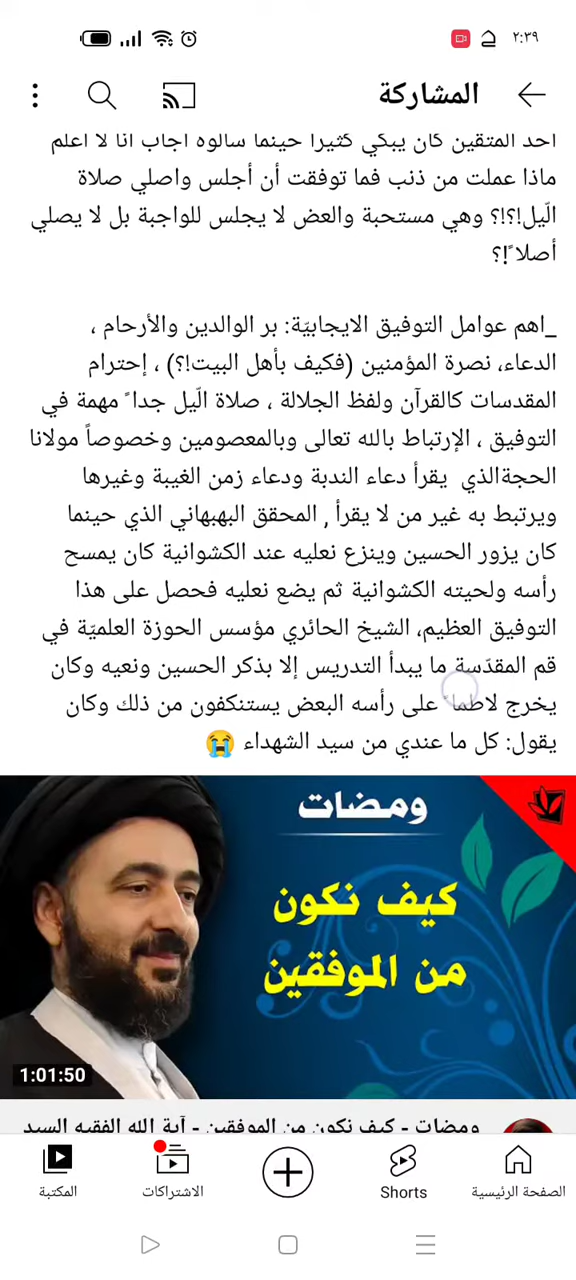 ٢:٣٩
المشاركة
احد المتقين كان يبكي كثيرا حينما سالوه اجاب انا لا اعلم
ماذا عملت من ذنب فما توفقت أن أجلس واصلي صلاة
الّيل!؟!؟ وهي مستحبة والعض لا يجلس للواجبة بل لا يصلي
أصلا ً!؟
_اهم عوامل التوفيق الايجابيّة: بر الوالدين والأرحام ،
الدعاء، نصرة المؤمنين (فكيف بأهل البيت!؟) ، إحترام
المقدسات كالقرآن ولفظ الجلالة ، صلاة الّيل جدا ً مهمة في
التوفيق ، الإرتباط بالله تعالى وبالمعصومين وخصوصاً مولانا
الحجةالذي يقرأ دعاء الندبة ودعاء زمن الغيبة وغيرها
ويرتبط به غير من لا يقرأ , المحقق البهبهاني الذي حينما
كان يزور الحسين وينزع نعليه عند الكشوانية كان يمسح
رأسه ولحيته الكشوانية ثم يضع نعليه فحصل على هذا
التوفيق العظيم، الشيخ الحائري مؤسس الحوزة العلميّة في
قم المقدّسة ما يبدأ التدريس إلا بذكر الحسين ونعيه وكان
يخرج لاطما ً على رأسه البعض يستنكفون من ذلك وكان
يقول: كل ما عندي من سيد الشهداء 😭
ومضات
كيف نكون
من الموفقين
1:01:50
ومضات - كيف نكون من الموفقين - آية الله الفقيه السيد
الصفحة الرئيسية
Shorts
الاشتراكات
المكتبة